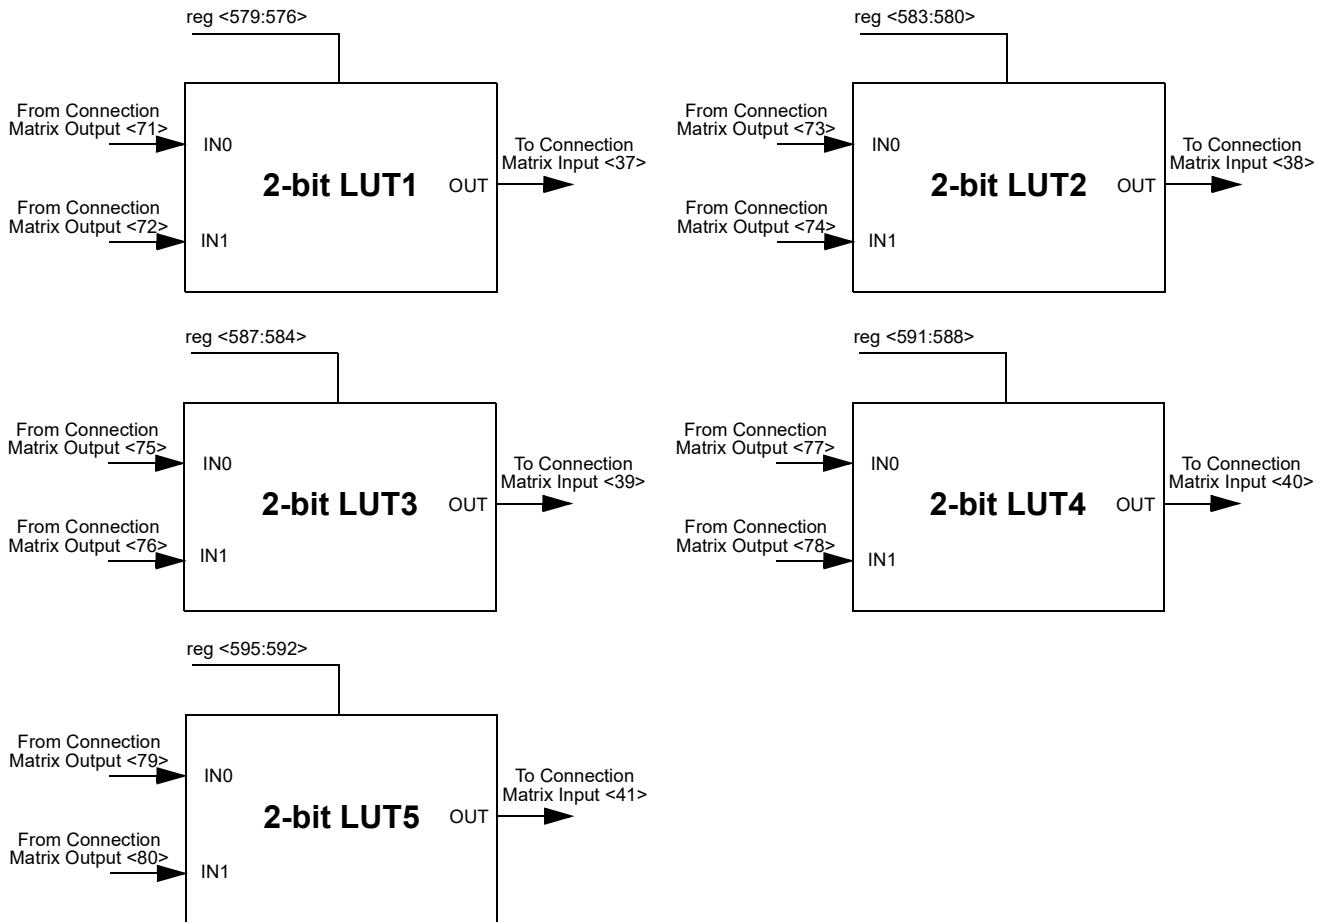 reg <579:576>
From Connection
Matrix Output <71>
IN0
2-bit LUT1
OUT
To Connection
Matrix Input <37>
From Connection
Matrix Output <72>
IN1
reg <583:580>
From Connection
Matrix Output <73>
IN0
2-bit LUT2
OUT
To Connection
Matrix Input <38>
From Connection
Matrix Output <74>
IN1
reg <587:584>
From Connection
Matrix Output <75>
IN0
2-bit LUT3
OUT
To Connection
Matrix Input <39>
From Connection
Matrix Output <76>
IN1
reg <591:588>
From Connection
Matrix Output <77>
IN0
2-bit LUT4
OUT
To Connection
Matrix Input <40>
From Connection
Matrix Output <78>
IN1
reg <595:592>
From Connection
Matrix Output <79>
IN0
2-bit LUT5
OUT
To Connection
Matrix Input <41>
From Connection
Matrix Output <80>
IN1